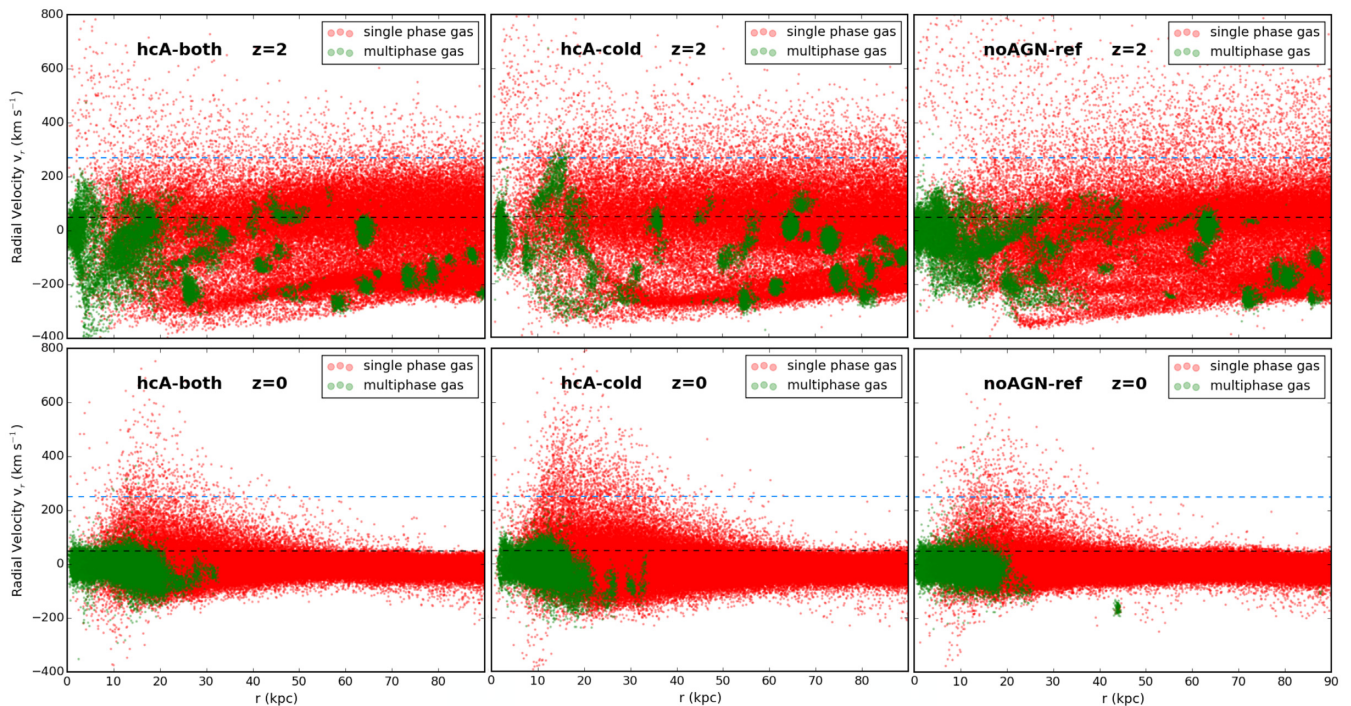 800
600
400
200
0
−200
−400
Radial Velocity vᵣ (km s⁻¹)
hcA-both z=2
single phase gas
multiphase gas
hcA-cold z=2
single phase gas
multiphase gas
noAGN-ref z=2
single phase gas
multiphase gas
800
600
400
200
0
−200
−400
Radial Velocity vᵣ (km s⁻¹)
hcA-both z=0
single phase gas
multiphase gas
hcA-cold z=0
single phase gas
multiphase gas
noAGN-ref z=0
single phase gas
multiphase gas
0 10 20 30 40 50 60 70 80
r (kpc)
0 10 20 30 40 50 60 70 80
r (kpc)
0 10 20 30 40 50 60 70 80 90
r (kpc)